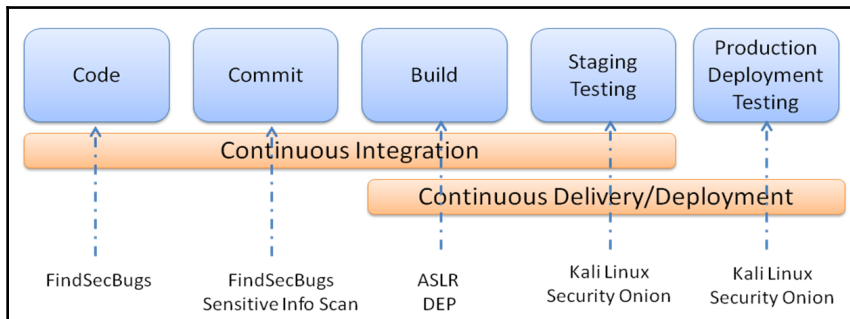 Code
Commit
Build
Staging
Testing
Production
Deployment
Testing
Continuous Integration
Continuous Delivery/Deployment
FindSecBugs
FindSecBugs
Sensitive Info Scan
ASLR
DEP
Kali Linux
Security Onion
Kali Linux
Security Onion